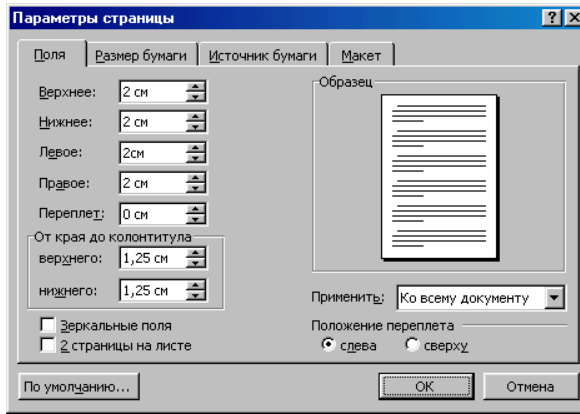 Параметры страницы
Поля
Размер бумаги
Источник бумаги
Макет
Верхнее: 2 см
Нижнее: 2 см
Левое: 2см
Правое: 2 см
Переплет: 0 см
От края до колонтитула
верхнего: 1,25 см
нижнего: 1,25 см
Зеркальные поля
2 страницы на листе
Образец
Применить: Ко всему документу
Положение переплета
слева сверху
По умолчанию... ОК Отмена